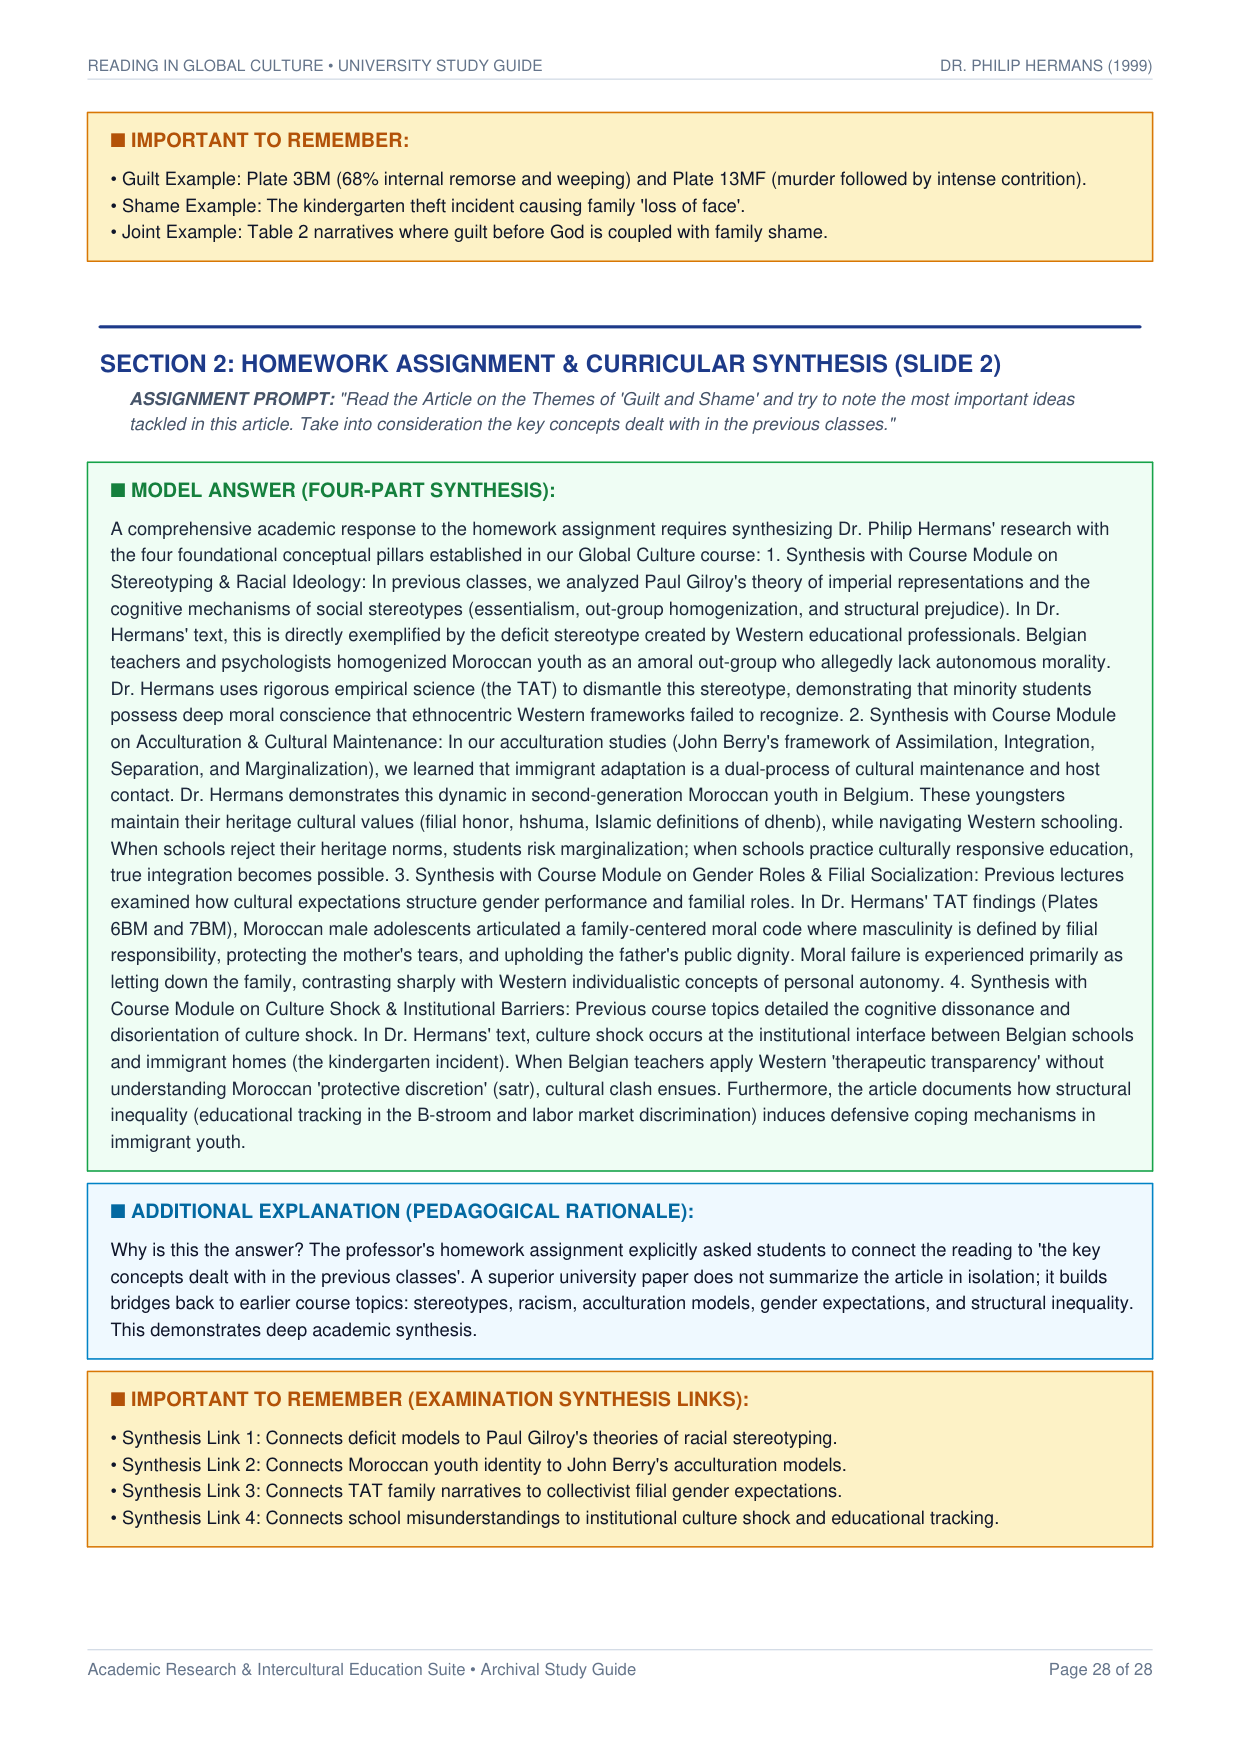 READING IN GLOBAL CULTURE • UNIVERSITY STUDY GUIDE
DR. PHILIP HERMANS (1999)
■ IMPORTANT TO REMEMBER:
• Guilt Example: Plate 3BM (68% internal remorse and weeping) and Plate 13MF (murder followed by intense contrition).
• Shame Example: The kindergarten theft incident causing family 'loss of face'.
• Joint Example: Table 2 narratives where guilt before God is coupled with family shame.
SECTION 2: HOMEWORK ASSIGNMENT & CURRICULAR SYNTHESIS (SLIDE 2)
ASSIGNMENT PROMPT: "Read the Article on the Themes of 'Guilt and Shame' and try to note the most important ideas
tackled in this article. Take into consideration the key concepts dealt with in the previous classes."
■ MODEL ANSWER (FOUR-PART SYNTHESIS):
A comprehensive academic response to the homework assignment requires synthesizing Dr. Philip Hermans' research with
the four foundational conceptual pillars established in our Global Culture course: 1. Synthesis with Course Module on
Stereotyping & Racial Ideology: In previous classes, we analyzed Paul Gilroy's theory of imperial representations and the
cognitive mechanisms of social stereotypes (essentialism, out-group homogenization, and structural prejudice). In Dr.
Hermans' text, this is directly exemplified by the deficit stereotype created by Western educational professionals. Belgian
teachers and psychologists homogenized Moroccan youth as an amoral out-group who allegedly lack autonomous morality.
Dr. Hermans uses rigorous empirical science (the TAT) to dismantle this stereotype, demonstrating that minority students
possess deep moral conscience that ethnocentric Western frameworks failed to recognize. 2. Synthesis with Course Module
on Acculturation & Cultural Maintenance: In our acculturation studies (John Berry's framework of Assimilation, Integration,
Separation, and Marginalization), we learned that immigrant adaptation is a dual-process of cultural maintenance and host
contact. Dr. Hermans demonstrates this dynamic in second-generation Moroccan youth in Belgium. These youngsters
maintain their heritage cultural values (filial honor, hshuma, Islamic definitions of dhenb), while navigating Western schooling.
When schools reject their heritage norms, students risk marginalization; when schools practice culturally responsive education,
true integration becomes possible. 3. Synthesis with Course Module on Gender Roles & Filial Socialization: Previous lectures
examined how cultural expectations structure gender performance and familial roles. In Dr. Hermans' TAT findings (Plates
6BM and 7BM), Moroccan male adolescents articulated a family-centered moral code where masculinity is defined by filial
responsibility, protecting the mother's tears, and upholding the father's public dignity. Moral failure is experienced primarily as
letting down the family, contrasting sharply with Western individualistic concepts of personal autonomy. 4. Synthesis with
Course Module on Culture Shock & Institutional Barriers: Previous course topics detailed the cognitive dissonance and
disorientation of culture shock. In Dr. Hermans' text, culture shock occurs at the institutional interface between Belgian schools
and immigrant homes (the kindergarten incident). When Belgian teachers apply Western 'therapeutic transparency' without
understanding Moroccan 'protective discretion' (satr), cultural clash ensues. Furthermore, the article documents how structural
inequality (educational tracking in the B-stroom and labor market discrimination) induces defensive coping mechanisms in
immigrant youth.
■ ADDITIONAL EXPLANATION (PEDAGOGICAL RATIONALE):
Why is this the answer? The professor's homework assignment explicitly asked students to connect the reading to 'the key
concepts dealt with in the previous classes'. A superior university paper does not summarize the article in isolation; it builds
bridges back to earlier course topics: stereotypes, racism, acculturation models, gender expectations, and structural inequality.
This demonstrates deep academic synthesis.
■ IMPORTANT TO REMEMBER (EXAMINATION SYNTHESIS LINKS):
• Synthesis Link 1: Connects deficit models to Paul Gilroy's theories of racial stereotyping.
• Synthesis Link 2: Connects Moroccan youth identity to John Berry's acculturation models.
• Synthesis Link 3: Connects TAT family narratives to collectivist filial gender expectations.
• Synthesis Link 4: Connects school misunderstandings to institutional culture shock and educational tracking.
Academic Research & Intercultural Education Suite • Archival Study Guide
Page 28 of 28